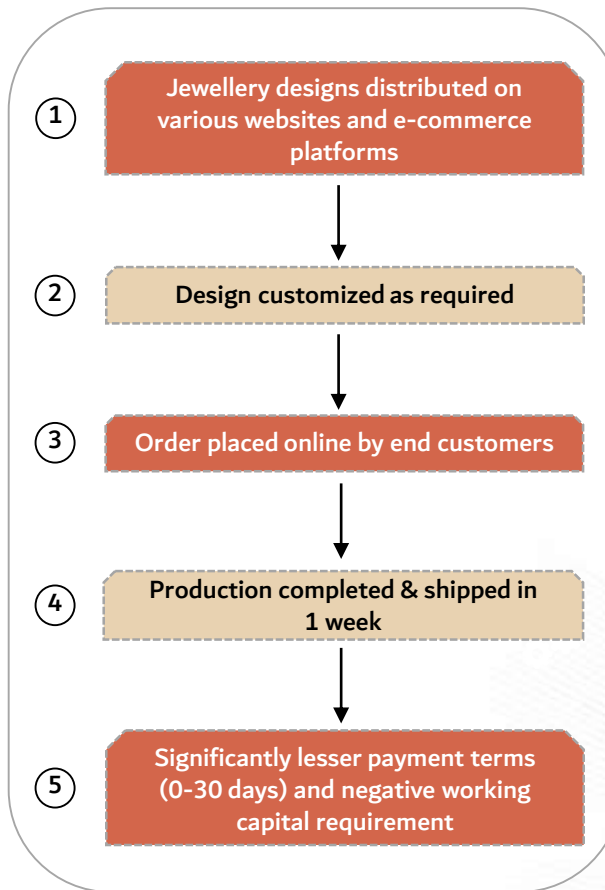 1
Jewellery designs distributed on
various websites and e-commerce
platforms
2
Design customized as required
3
Order placed online by end customers
4
Production completed & shipped in
1 week
5
Significantly lesser payment terms
(0-30 days) and negative working
capital requirement